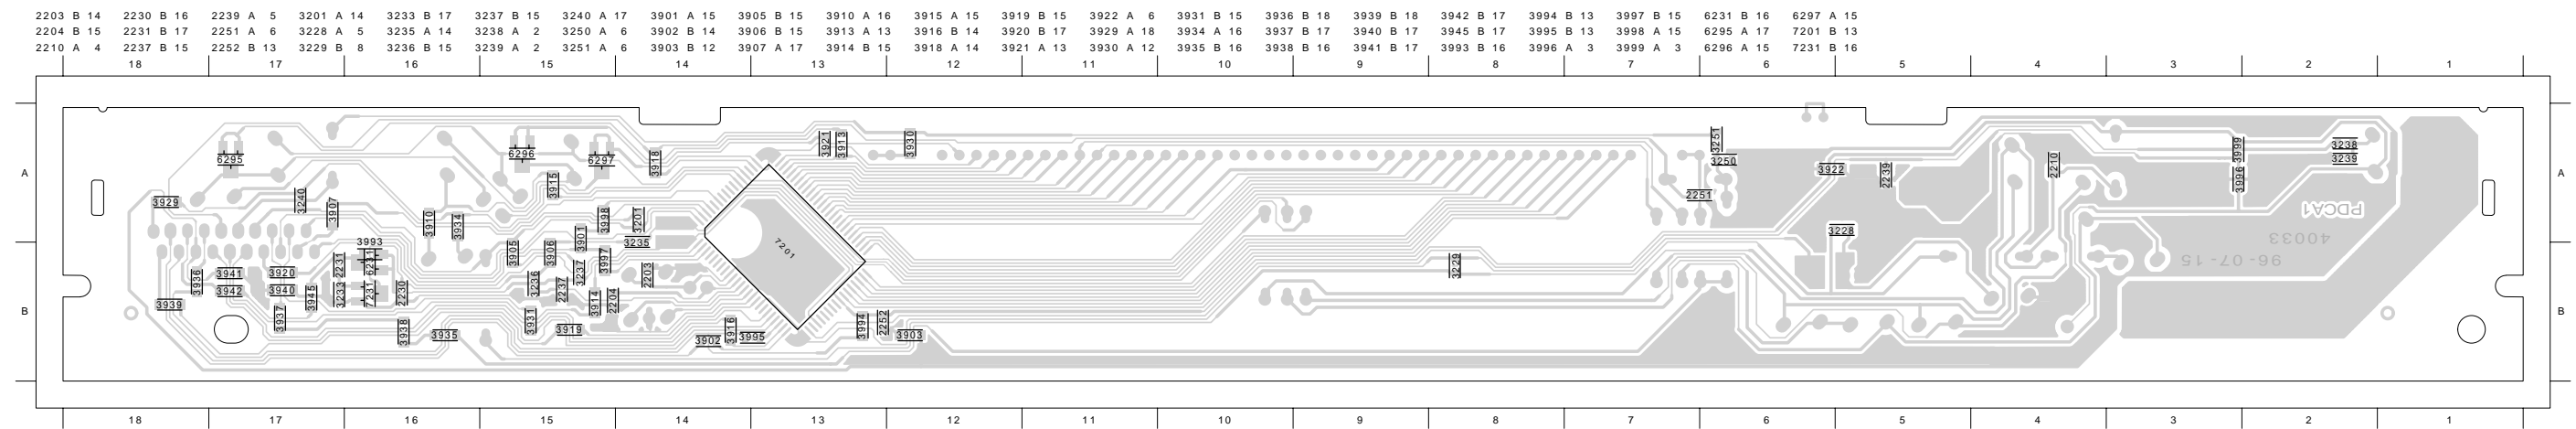 2203 B 14 2230 B 16 2239 A 5 3201 A 14 3233 B 17 3237 B 15 3240 A 17 3901 A 15 3905 B 15 3910 A 16 3915 A 15 3919 B 15 3922 A 6 3931 B 15 3936 B 18 3939 B 18 3942 B 17 3994 B 13 3997 B 15 6231 B 16 6297 A 15
2204 B 15 2231 B 17 2251 A 6 3228 A 5 3235 A 14 3238 A 2 3250 A 6 3902 B 14 3906 B 15 3913 A 13 3916 B 14 3920 B 17 3929 A 18 3934 A 16 3937 B 17 3940 B 17 3945 B 17 3995 B 13 3998 A 15 6295 A 17 7201 B 13
2210 A 4 2237 B 15 2252 B 13 3229 B 8 3236 B 15 3239 A 2 3251 A 6 3903 B 12 3907 A 17 3914 B 15 3918 A 14 3921 A 13 3930 A 12 3935 B 16 3938 B 16 3941 B 17 3993 B 16 3996 A 3 3999 A 3 6296 A 15 7231 B 16
18 17 16 15 14 13 12 11 10 9 8 7 6 5 4 3 2 1
6295 6296 6297 3918 3921 3913 3930 3251 3250 3999 3238
3239
A 3929 3240 3907 3915 2251 3922 2239 2210 3996 A
3910 3934 3998 3201 3901 3228 PDCA1
3993 3905 3906 3235 7201 40033
3936 3941 3920 2231 6231 3236 3237 3997 2203 3229 96-07-15
3942 3940 3945 3233 7231 2230 2237 3914 2204
B 3939 3937 3938 3935 3931 3919 3902 3916 3995 3994 2252 3903 B
18 17 16 15 14 13 12 11 10 9 8 7 6 5 4 3 2 1